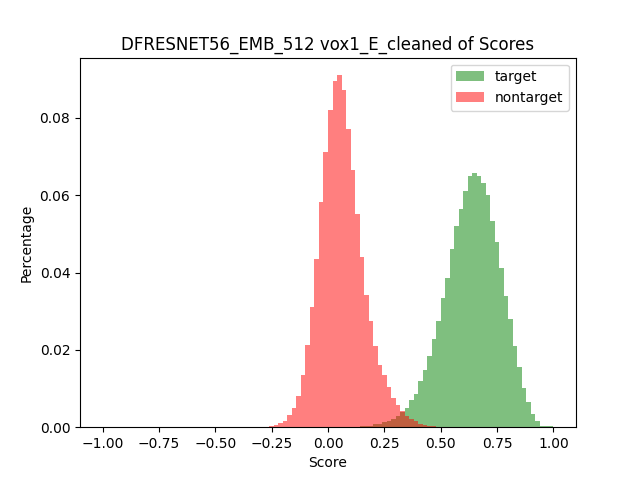 DFRESNET56_EMB_512 vox1_E_cleaned of Scores
target
nontarget
Percentage
0.08
0.06
0.04
0.02
0.00
−1.00 −0.75 −0.50 −0.25 0.00 0.25 0.50 0.75 1.00
Score